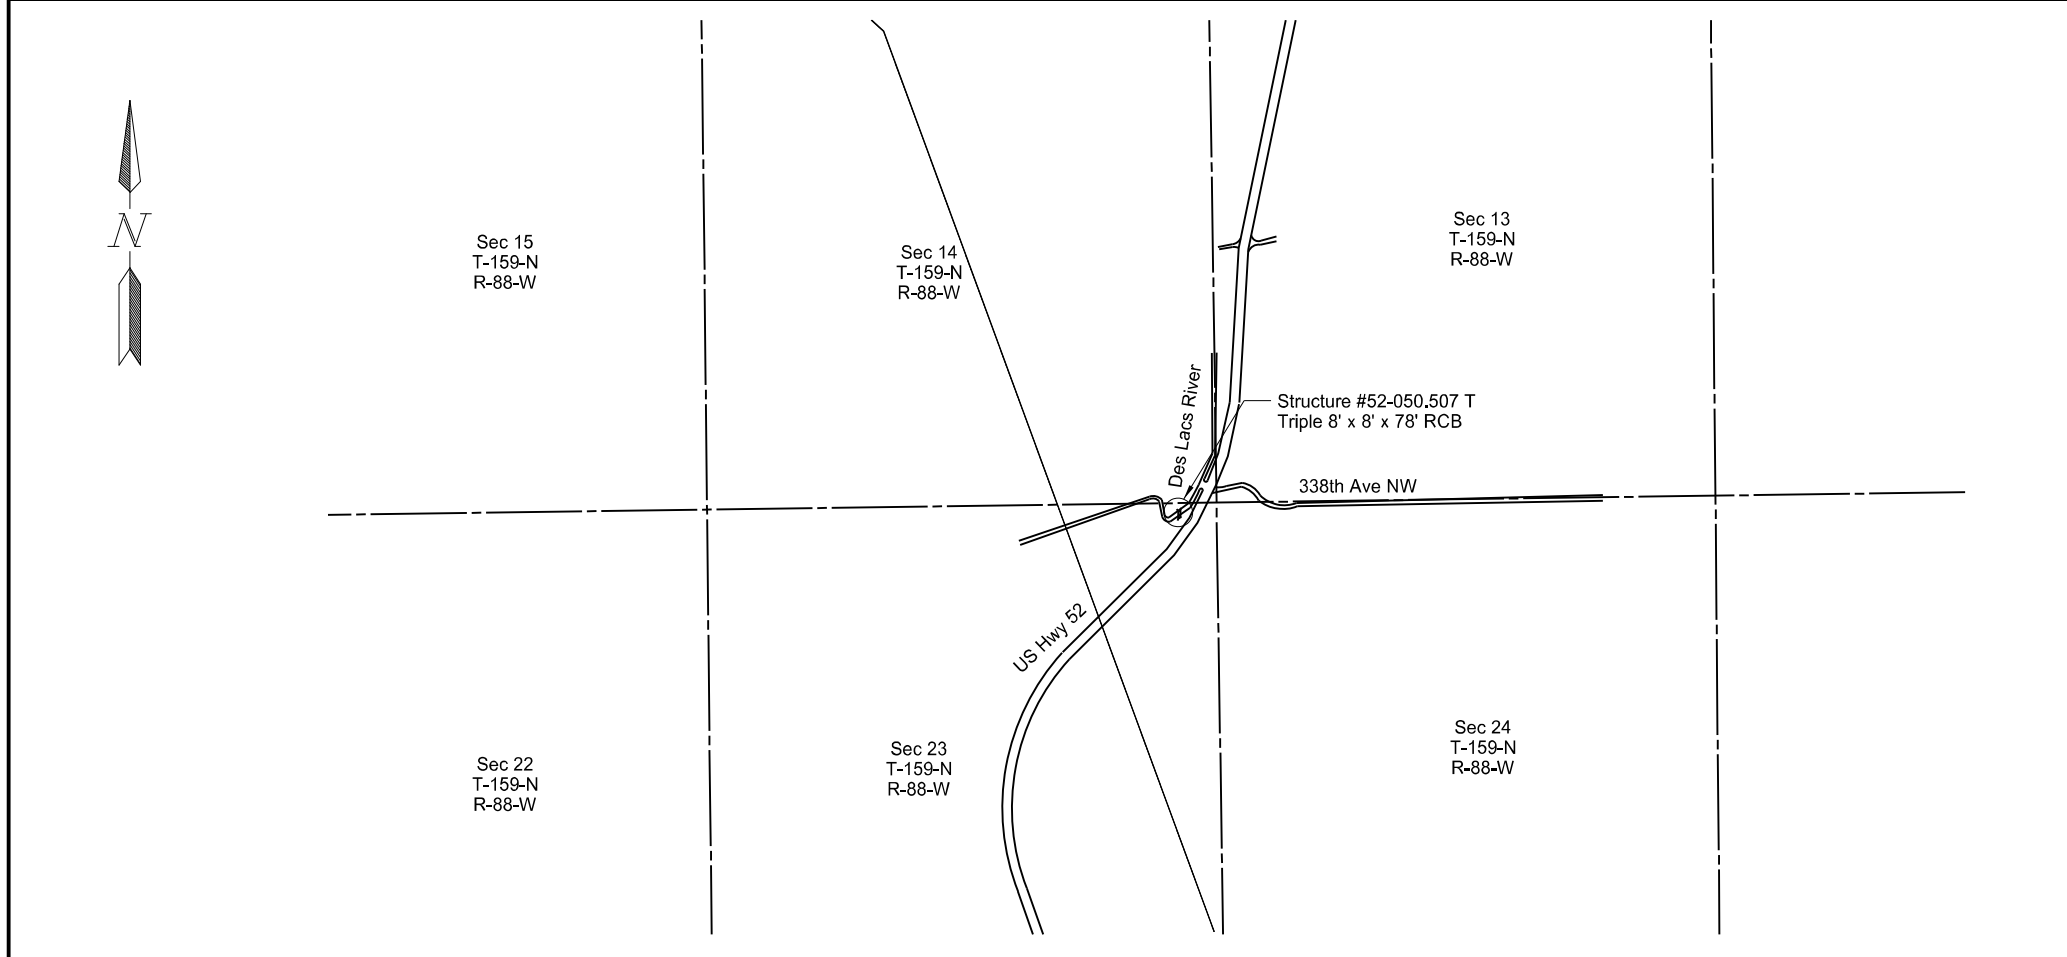 N
Sec 15
T-159-N
R-88-W
Sec 14
T-159-N
R-88-W
Sec 13
T-159-N
R-88-W
Des Lacs River
Structure #52-050.507 T
Triple 8' x 8' x 78' RCB
338th Ave NW
US Hwy 52
Sec 22
T-159-N
R-88-W
Sec 23
T-159-N
R-88-W
Sec 24
T-159-N
R-88-W